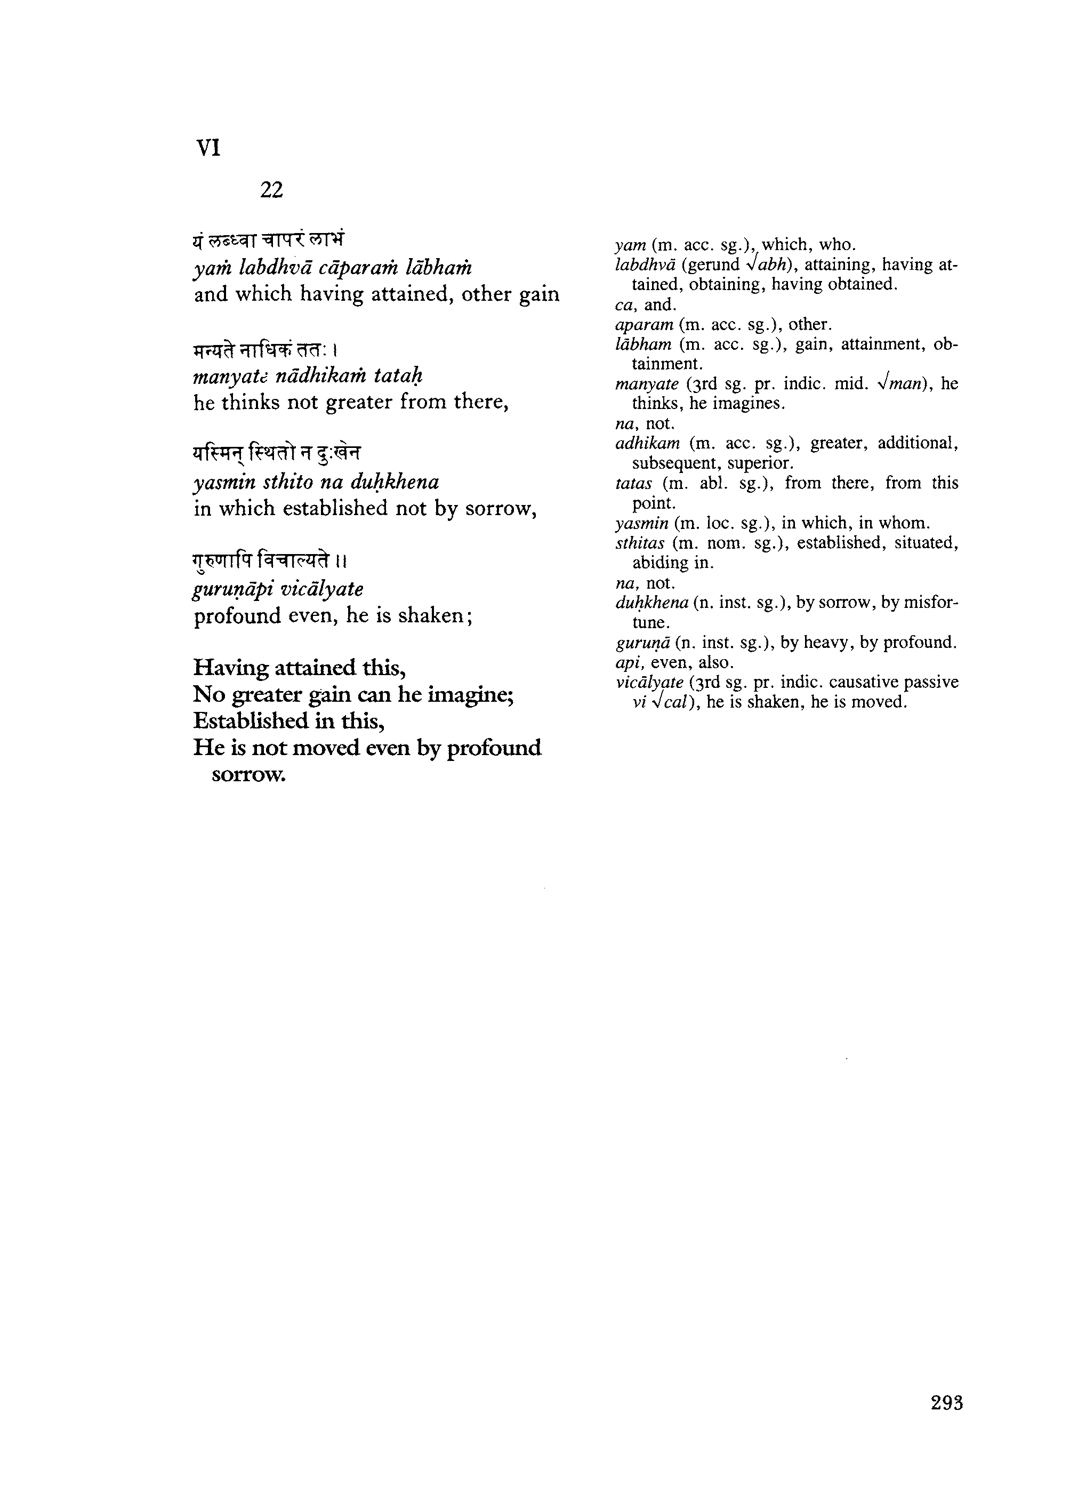 VI
22
यं लब्ध्वा चापरं लाभं
yaṁ labdhvā cāparaṁ lābhaṁ
and which having attained, other gain
मन्यते नाधिकं ततः ।
manyate nādhikaṁ tataḥ
he thinks not greater from there,
यस्मिन् स्थितो न दुःखेन
yasmin sthito na duḥkhena
in which established not by sorrow,
गुरुणापि विचाल्यते ॥
guruṇāpi vicālyate
profound even, he is shaken;
Having attained this,
No greater gain can he imagine;
Established in this,
He is not moved even by profound
sorrow.
yam (m. acc. sg.), which, who.
labdhvā (gerund √abh), attaining, having at-
tained, obtaining, having obtained.
ca, and.
aparam (m. acc. sg.), other.
lābham (m. acc. sg.), gain, attainment, ob-
tainment.
manyate (3rd sg. pr. indic. mid. √man), he
thinks, he imagines.
na, not.
adhikam (m. acc. sg.), greater, additional,
subsequent, superior.
tatas (m. abl. sg.), from there, from this
point.
yasmin (m. loc. sg.), in which, in whom.
sthitas (m. nom. sg.), established, situated,
abiding in.
na, not.
duḥkhena (n. inst. sg.), by sorrow, by misfor-
tune.
guruṇā (n. inst. sg.), by heavy, by profound.
api, even, also.
vicālyate (3rd sg. pr. indic. causative passive
vi √cal), he is shaken, he is moved.
293